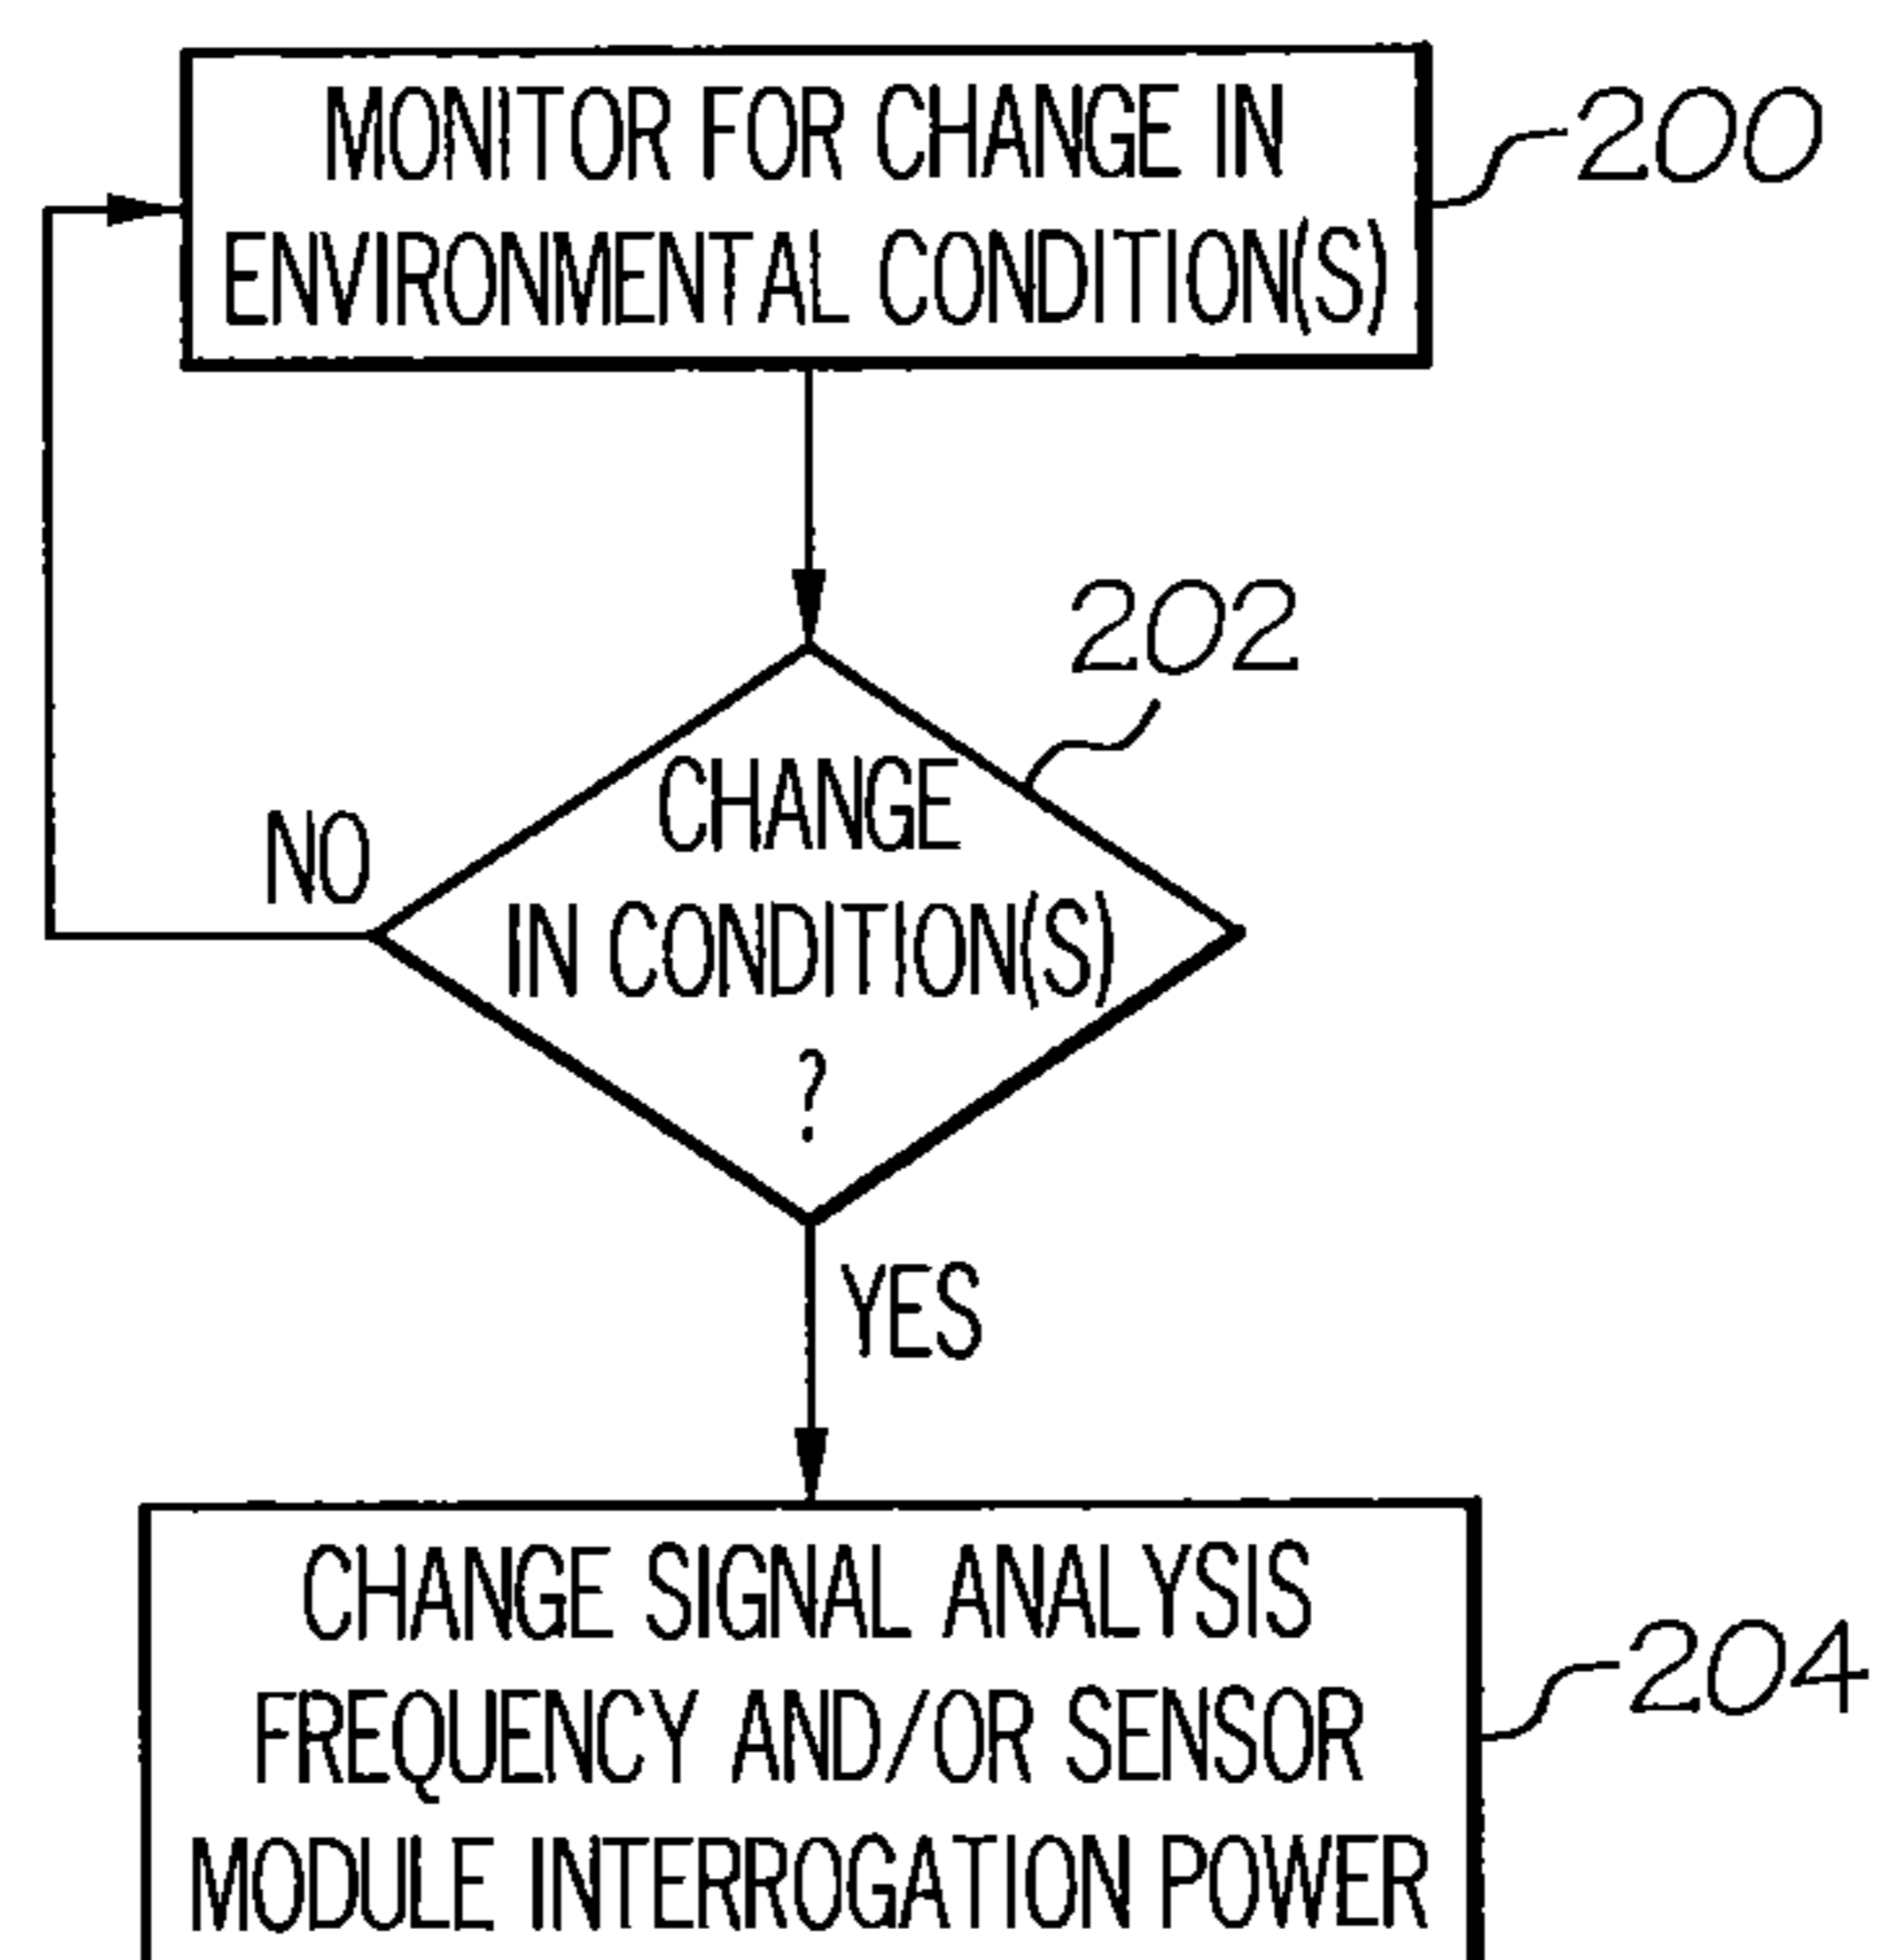 MONITOR FOR CHANGE IN
ENVIRONMENTAL CONDITION(S)
200
202
CHANGE
IN CONDITION(S)
?
NO
YES
CHANGE SIGNAL ANALYSIS
FREQUENCY AND/OR SENSOR
MODULE INTERROGATION POWER
204